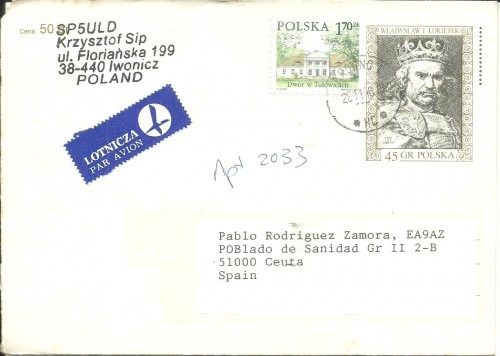 Cena 50
SP5ULD
Krzysztof Sip
ul. Floriańska 199
38-440 Iwonicz
POLAND
POLSKA 170 zł
Dwór w Tułowicach
WŁADYSŁAW I ŁOKIETEK
45 GR POLSKA
LOTNICZA
PAR AVION
Apt 2033
Pablo Rodriguez Zamora, EA9AZ
POBlado de Sanidad Gr II 2-B
51000 Ceuta
Spain